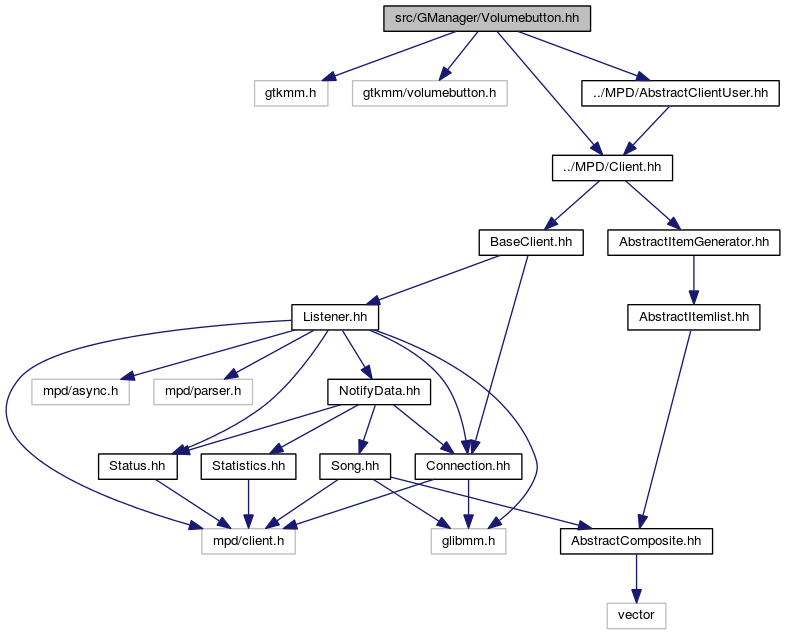 src/GManager/Volumebutton.hh
gtkmm.h
gtkmm/volumebutton.h
../MPD/AbstractClientUser.hh
../MPD/Client.hh
BaseClient.hh
AbstractItemGenerator.hh
Listener.hh
AbstractItemlist.hh
mpd/async.h
mpd/parser.h
NotifyData.hh
Status.hh
Statistics.hh
Song.hh
Connection.hh
mpd/client.h
glibmm.h
AbstractComposite.hh
vector